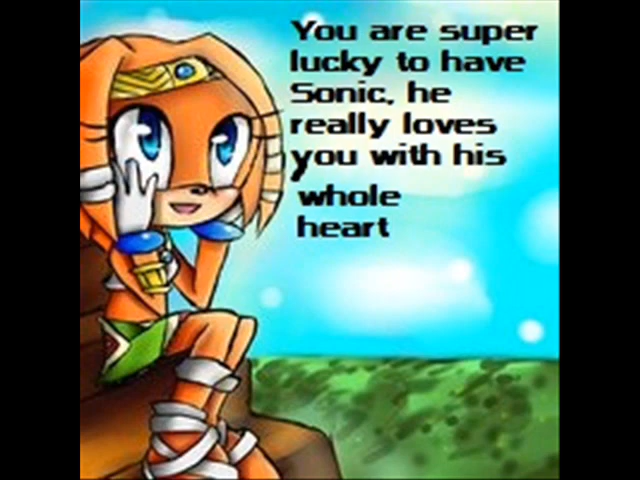 You are super
lucky to have
Sonic, he
really loves
you with his
whole
heart